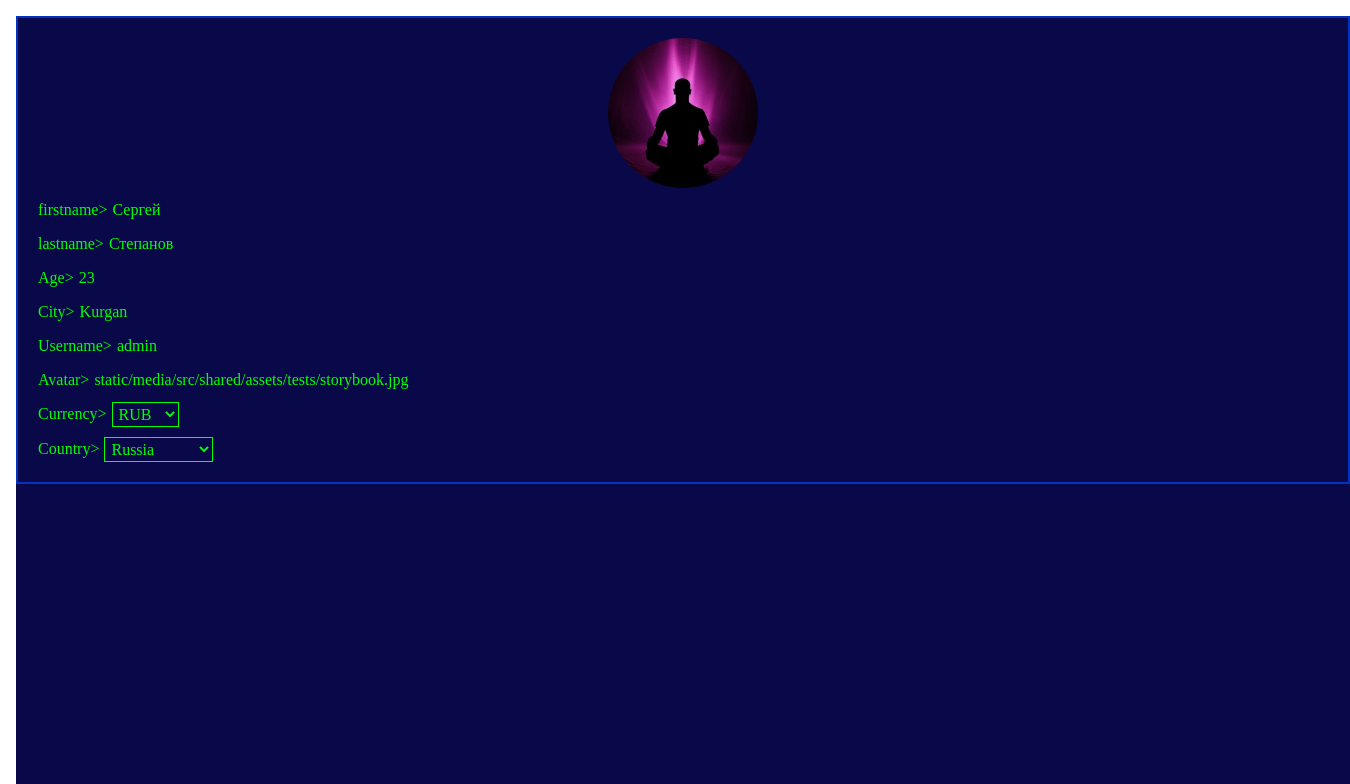 firstname> Сергей
lastname> Степанов
Age> 23
City> Kurgan
Username> admin
Avatar> static/media/src/shared/assets/tests/storybook.jpg
Currency> RUB
Country> Russia